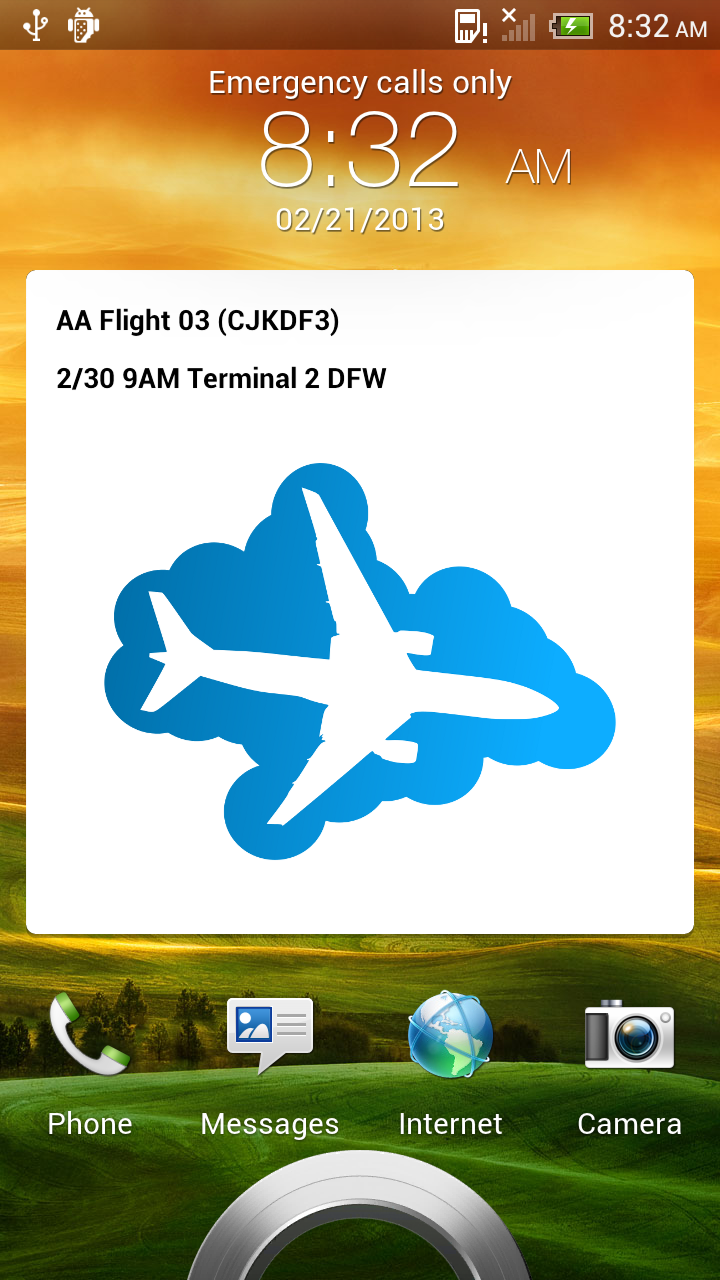 8:32 AM
Emergency calls only
8:32 AM
02/21/2013
AA Flight 03 (CJKDF3)
2/30 9AM Terminal 2 DFW
Phone Messages Internet Camera